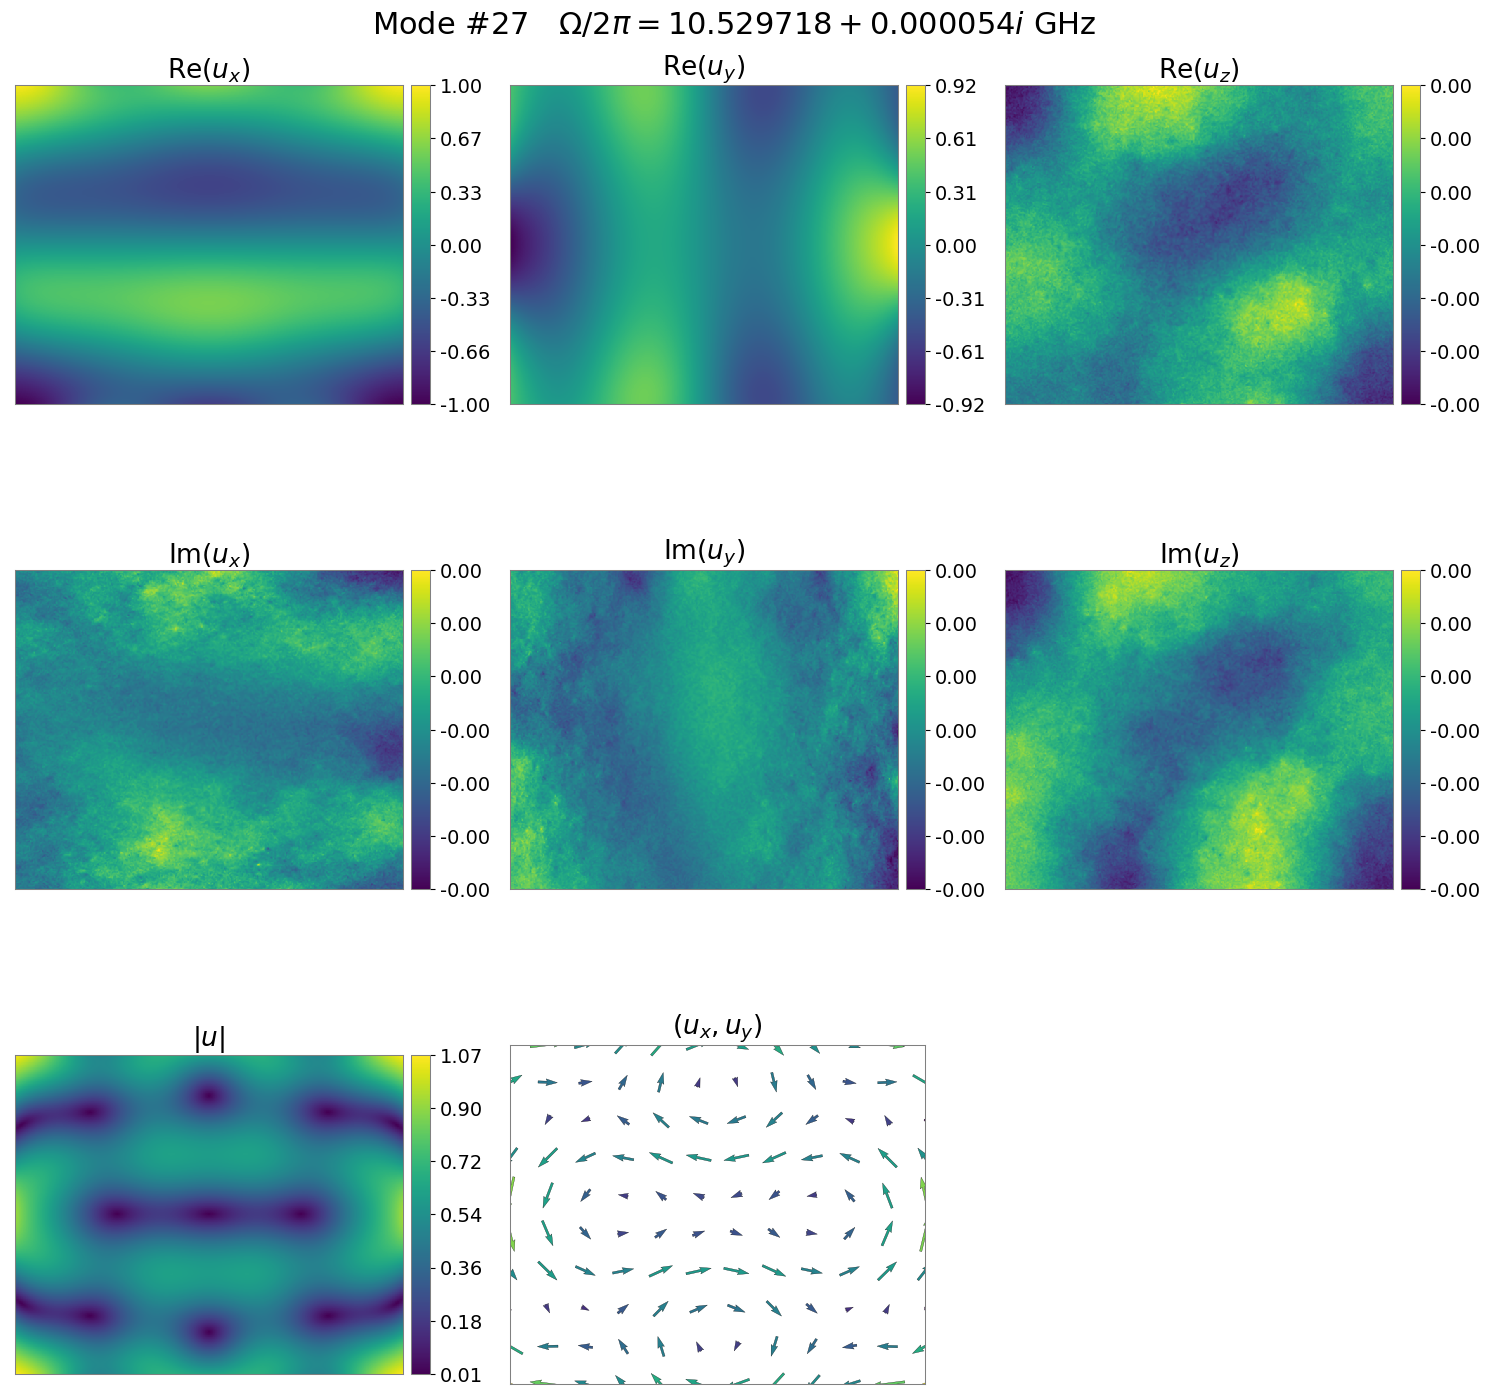 Mode #27 Ω/2π = 10.529718 + 0.000054i GHz
Re(u_x) Re(u_y) Re(u_z)
1.00 0.92 0.00
0.67 0.61 0.00
0.33 0.31 0.00
0.00 0.00 -0.00
-0.33 -0.31 -0.00
-0.66 -0.61 -0.00
-1.00 -0.92 -0.00
Im(u_x) Im(u_y) Im(u_z)
0.00 0.00 0.00
0.00 0.00 0.00
0.00 0.00 0.00
-0.00 0.00 -0.00
-0.00 -0.00 -0.00
-0.00 -0.00 -0.00
-0.00 -0.00 -0.00
|u| (u_x, u_y)
1.07
0.90
0.72
0.54
0.36
0.18
0.01